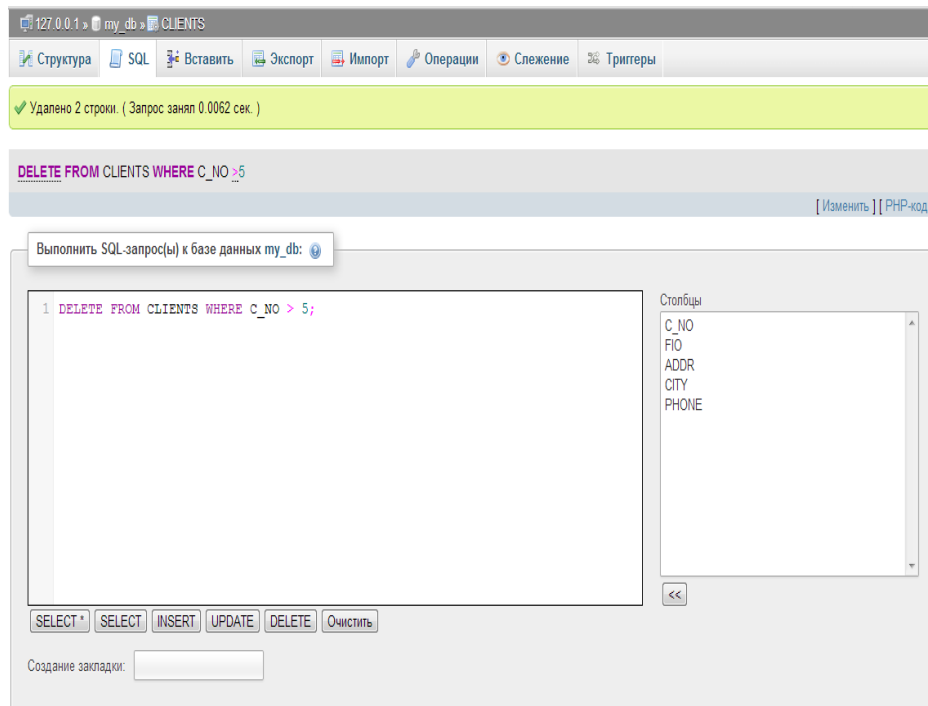 127.0.0.1 » my_db » CLIENTS
Структура SQL Вставить Экспорт Импорт Операции Слежение Триггеры
Удалено 2 строки. ( Запрос занял 0.0062 сек. )
DELETE FROM CLIENTS WHERE C_NO >5
[ Изменить ] [ PHP-код
Выполнить SQL-запрос(ы) к базе данных my_db:
1 DELETE FROM CLIENTS WHERE C_NO > 5;
Столбцы
C_NO
FIO
ADDR
CITY
PHONE
<<
SELECT * SELECT INSERT UPDATE DELETE Очистить
Создание закладки: